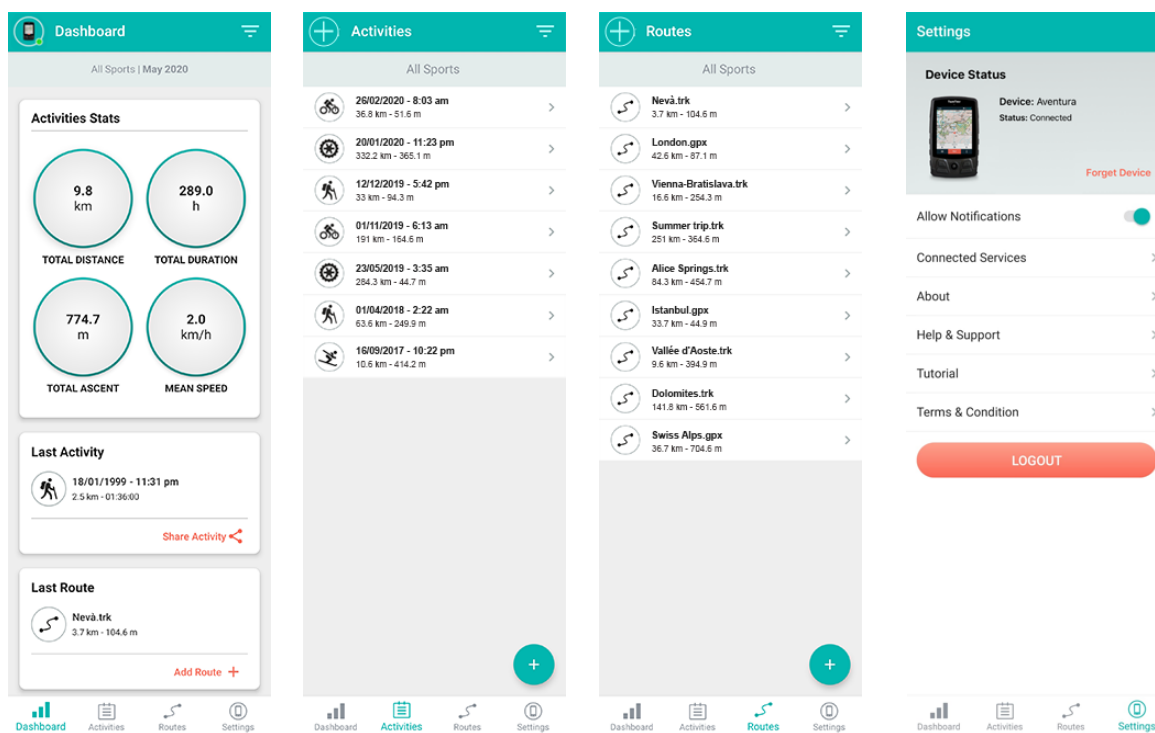 Dashboard
All Sports | May 2020
Activities Stats
9.8
km
289.0
h
TOTAL DISTANCE
TOTAL DURATION
774.7
m
2.0
km/h
TOTAL ASCENT
MEAN SPEED
Last Activity
18/01/1999 - 11:31 pm
2.5 km - 01:36:00
Share Activity
Last Route
Nevà.trk
3.7 km - 104.6 m
Add Route +
Dashboard
Activities
Routes
Settings
Activities
All Sports
26/02/2020 - 8:03 am
36.8 km - 51.6 m
20/01/2020 - 11:23 pm
332.2 km - 365.1 m
12/12/2019 - 5:42 pm
33 km - 94.3 m
01/11/2019 - 6:13 am
191 km - 164.6 m
23/05/2019 - 3:35 am
284.3 km - 44.7 m
01/04/2018 - 2:22 am
63.6 km - 249.9 m
16/09/2017 - 10:22 pm
10.6 km - 414.2 m
Dashboard
Activities
Routes
Settings
Routes
All Sports
Nevà.trk
3.7 km - 104.6 m
London.gpx
42.6 km - 87.1 m
Vienna-Bratislava.trk
16.6 km - 254.3 m
Summer trip.trk
251 km - 364.6 m
Alice Springs.trk
84.3 km - 454.7 m
Istanbul.gpx
33.7 km - 44.9 m
Vallée d'Aoste.trk
9.6 km - 394.9 m
Dolomites.trk
141.8 km - 561.6 m
Swiss Alps.gpx
36.7 km - 704.6 m
Dashboard
Activities
Routes
Settings
Settings
Device Status
Device: Aventura
Status: Connected
Forget Device
Allow Notifications
Connected Services
About
Help & Support
Tutorial
Terms & Condition
LOGOUT
Dashboard
Activities
Routes
Settings